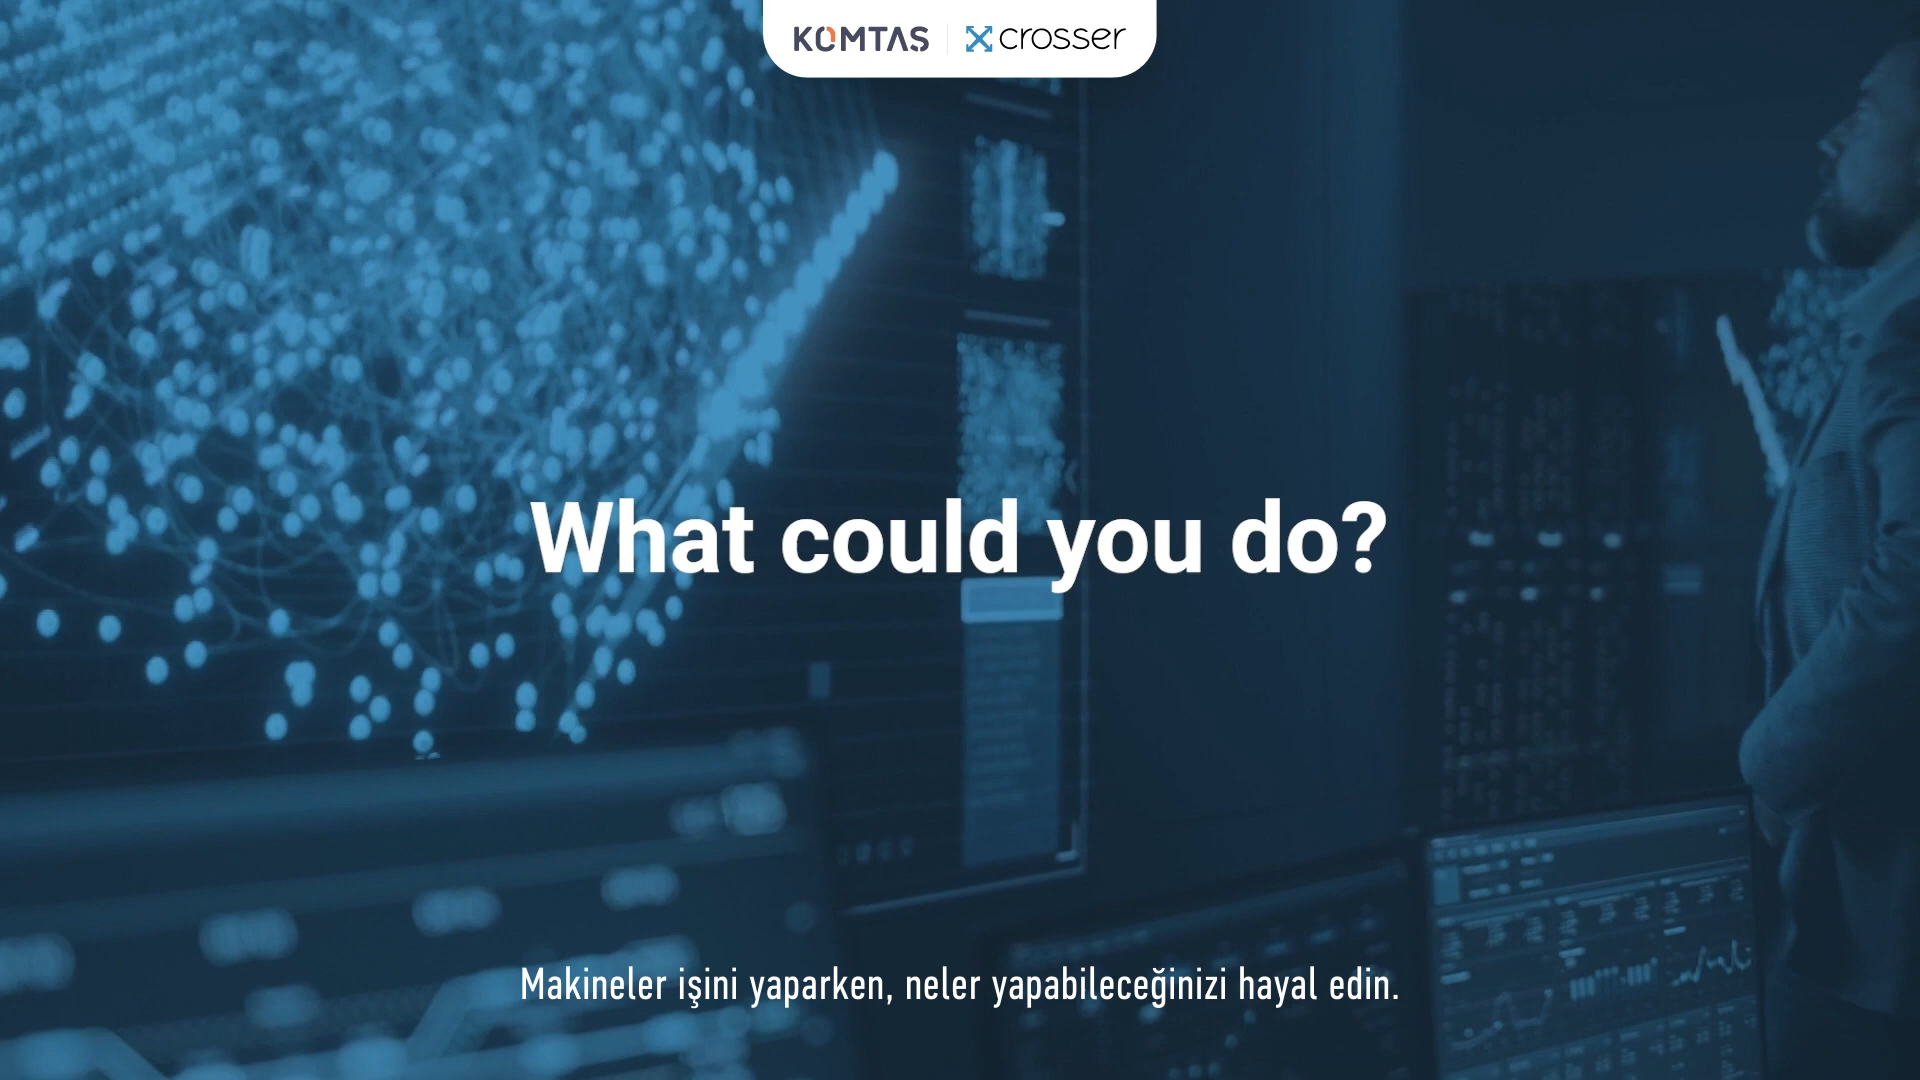 KOMTAS crosser
What could you do?
Makineler işini yaparken, neler yapabileceğinizi hayal edin.